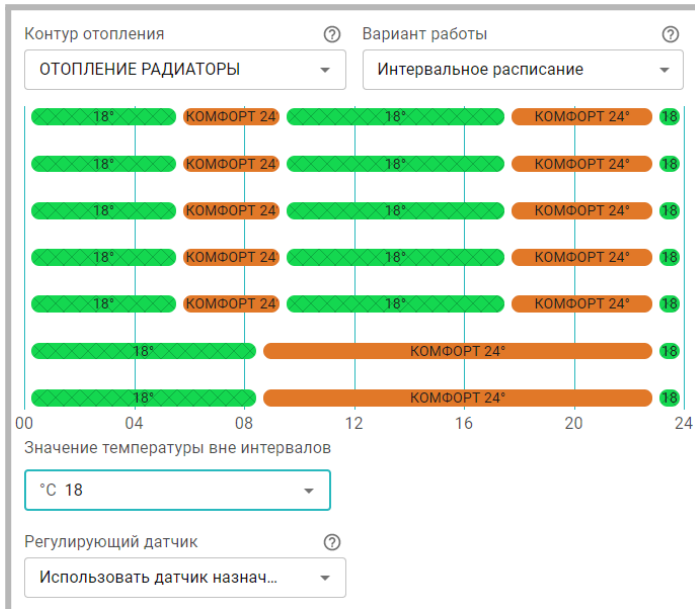 Контур отопления Вариант работы
ОТОПЛЕНИЕ РАДИАТОРЫ Интервальное расписание
18° КОМФОРТ 24 18° КОМФОРТ 24° 18
18° КОМФОРТ 24 18° КОМФОРТ 24° 18
18° КОМФОРТ 24 18° КОМФОРТ 24° 18
18° КОМФОРТ 24 18° КОМФОРТ 24° 18
18° КОМФОРТ 24 18° КОМФОРТ 24° 18
18° КОМФОРТ 24° 18
18° КОМФОРТ 24° 18
00 04 08 12 16 20 24
Значение температуры вне интервалов
°C 18
Регулирующий датчик
Использовать датчик назнач...